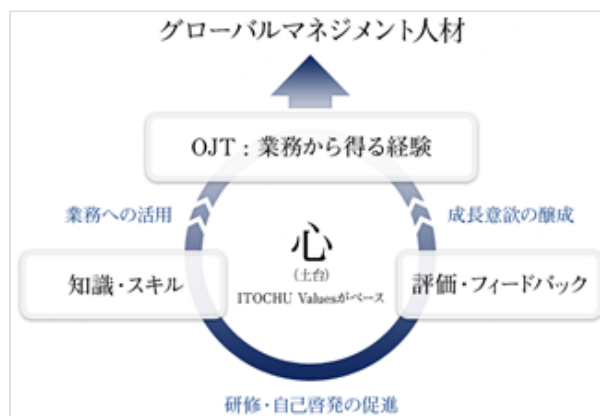 グローバルマネジメント人材
OJT：業務から得る経験
業務への活用
成長意欲の醸成
心
（土台）
ITOCHU Valuesがベース
知識・スキル
評価・フィードバック
研修・自己啓発の促進